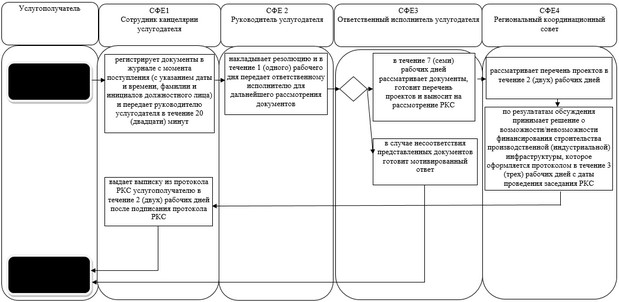 Услугополучатель
СФЕ1
Сотрудник канцелярии
услугодателя
СФЕ 2
Руководитель услугодателя
СФЕ3
Ответственный исполнитель услугодателя
СФЕ4
Региональный координационный
совет
регистрирует документы в
журнале с момента
поступления (с указанием даты
и времени, фамилии и
инициалов должностного лица)
и передает руководителю
услугодателя в течение 20
(двадцати) минут
накладывает резолюцию и в
течение 1 (одного) рабочего
дня передает ответственному
исполнителю для
дальнейшего рассмотрения
документов
в течение 7 (семи)
рабочих дней
рассматривает документы,
готовит перечень
проектов и выносит на
рассмотрение РКС
рассматривает перечень проектов в
течение 2 (двух) рабочих дней
в случае несоответствия
представленных документов
готовит мотивированный
ответ
по результатам обсуждения
принимает решение о
возможности/невозможности
финансирования строительства
производственной (индустриальной)
инфраструктуры, которое
оформляется протоколом в течение 3
(трех) рабочих дней с даты
проведения заседания РКС
выдает выписку из протокола
РКС услугополучателю в
течение 2 (двух) рабочих дней
после подписания протокола
РКС